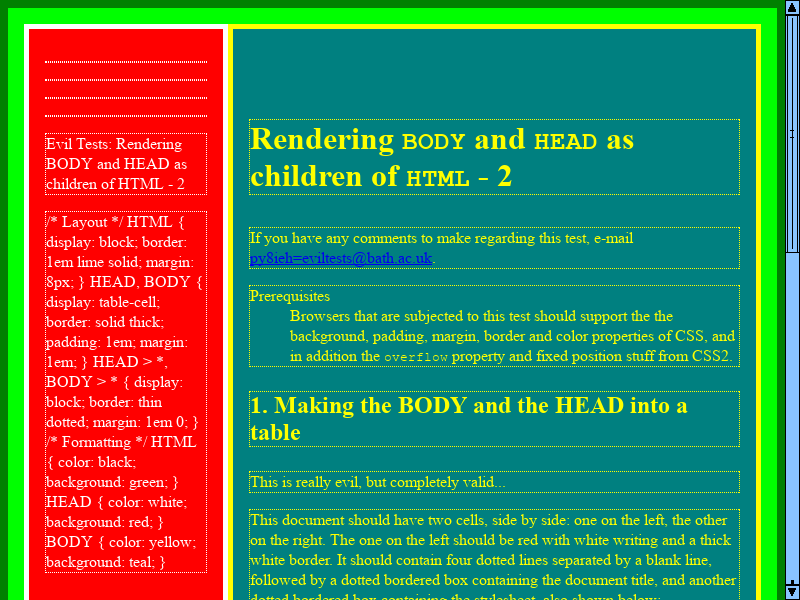 Evil Tests: Rendering
BODY and HEAD as
children of HTML - 2
/* Layout */ HTML {
display: block; border:
1em lime solid; margin:
8px; } HEAD, BODY {
display: table-cell;
border: solid thick;
padding: 1em; margin:
1em; } HEAD > *,
BODY > * { display:
block; border: thin
dotted; margin: 1em 0; }
/* Formatting */ HTML
{ color: black;
background: green; }
HEAD { color: white;
background: red; }
BODY { color: yellow;
background: teal; }
Rendering BODY and HEAD as
children of HTML - 2
If you have any comments to make regarding this test, e-mail
py8ieh=eviltests@bath.ac.uk.
Prerequisites
Browsers that are subjected to this test should support the the
background, padding, margin, border and color properties of CSS, and
in addition the overflow property and fixed position stuff from CSS2.
1. Making the BODY and the HEAD into a
table
This is really evil, but completely valid...
This document should have two cells, side by side: one on the left, the other
on the right. The one on the left should be red with white writing and a thick
white border. It should contain four dotted lines separated by a blank line,
followed by a dotted bordered box containing the document title, and another
dotted bordered box containing the stylesheet, also shown below: